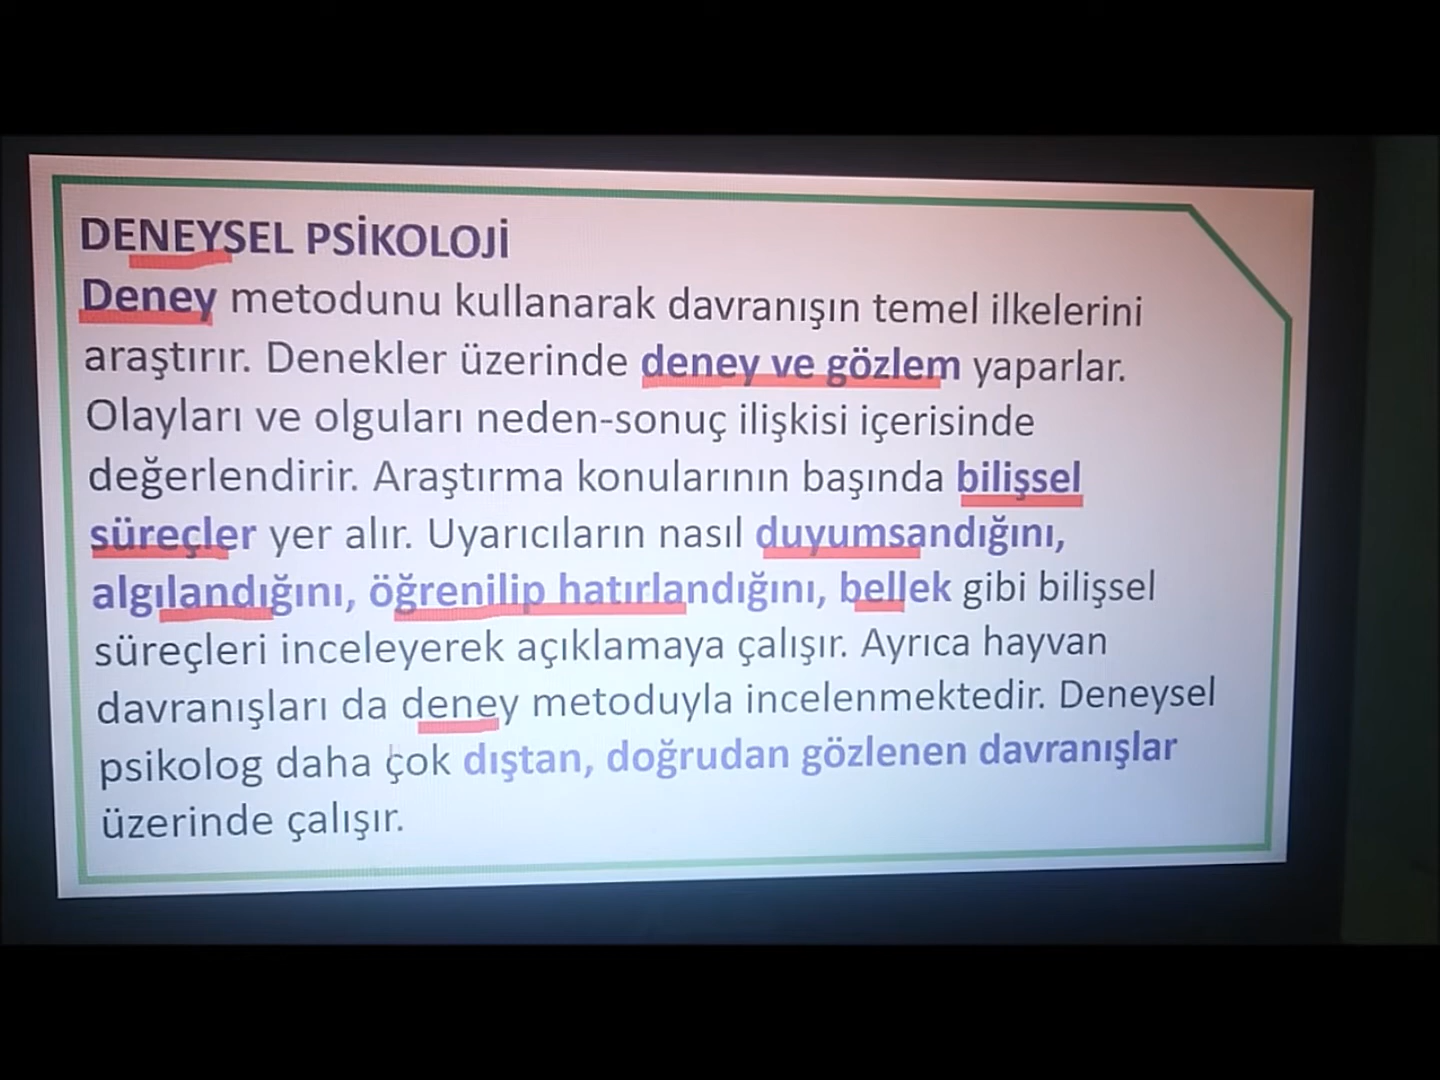 DENEYSEL PSİKOLOJİ
Deney metodunu kullanarak davranışın temel ilkelerini
araştırır. Denekler üzerinde deney ve gözlem yaparlar.
Olayları ve olguları neden-sonuç ilişkisi içerisinde
değerlendirir. Araştırma konularının başında bilişsel
süreçler yer alır. Uyarıcıların nasıl duyumsandığını,
algılandığını, öğrenilip hatırlandığını, bellek gibi bilişsel
süreçleri inceleyerek açıklamaya çalışır. Ayrıca hayvan
davranışları da deney metoduyla incelenmektedir. Deneysel
psikolog daha çok dıştan, doğrudan gözlenen davranışlar
üzerinde çalışır.